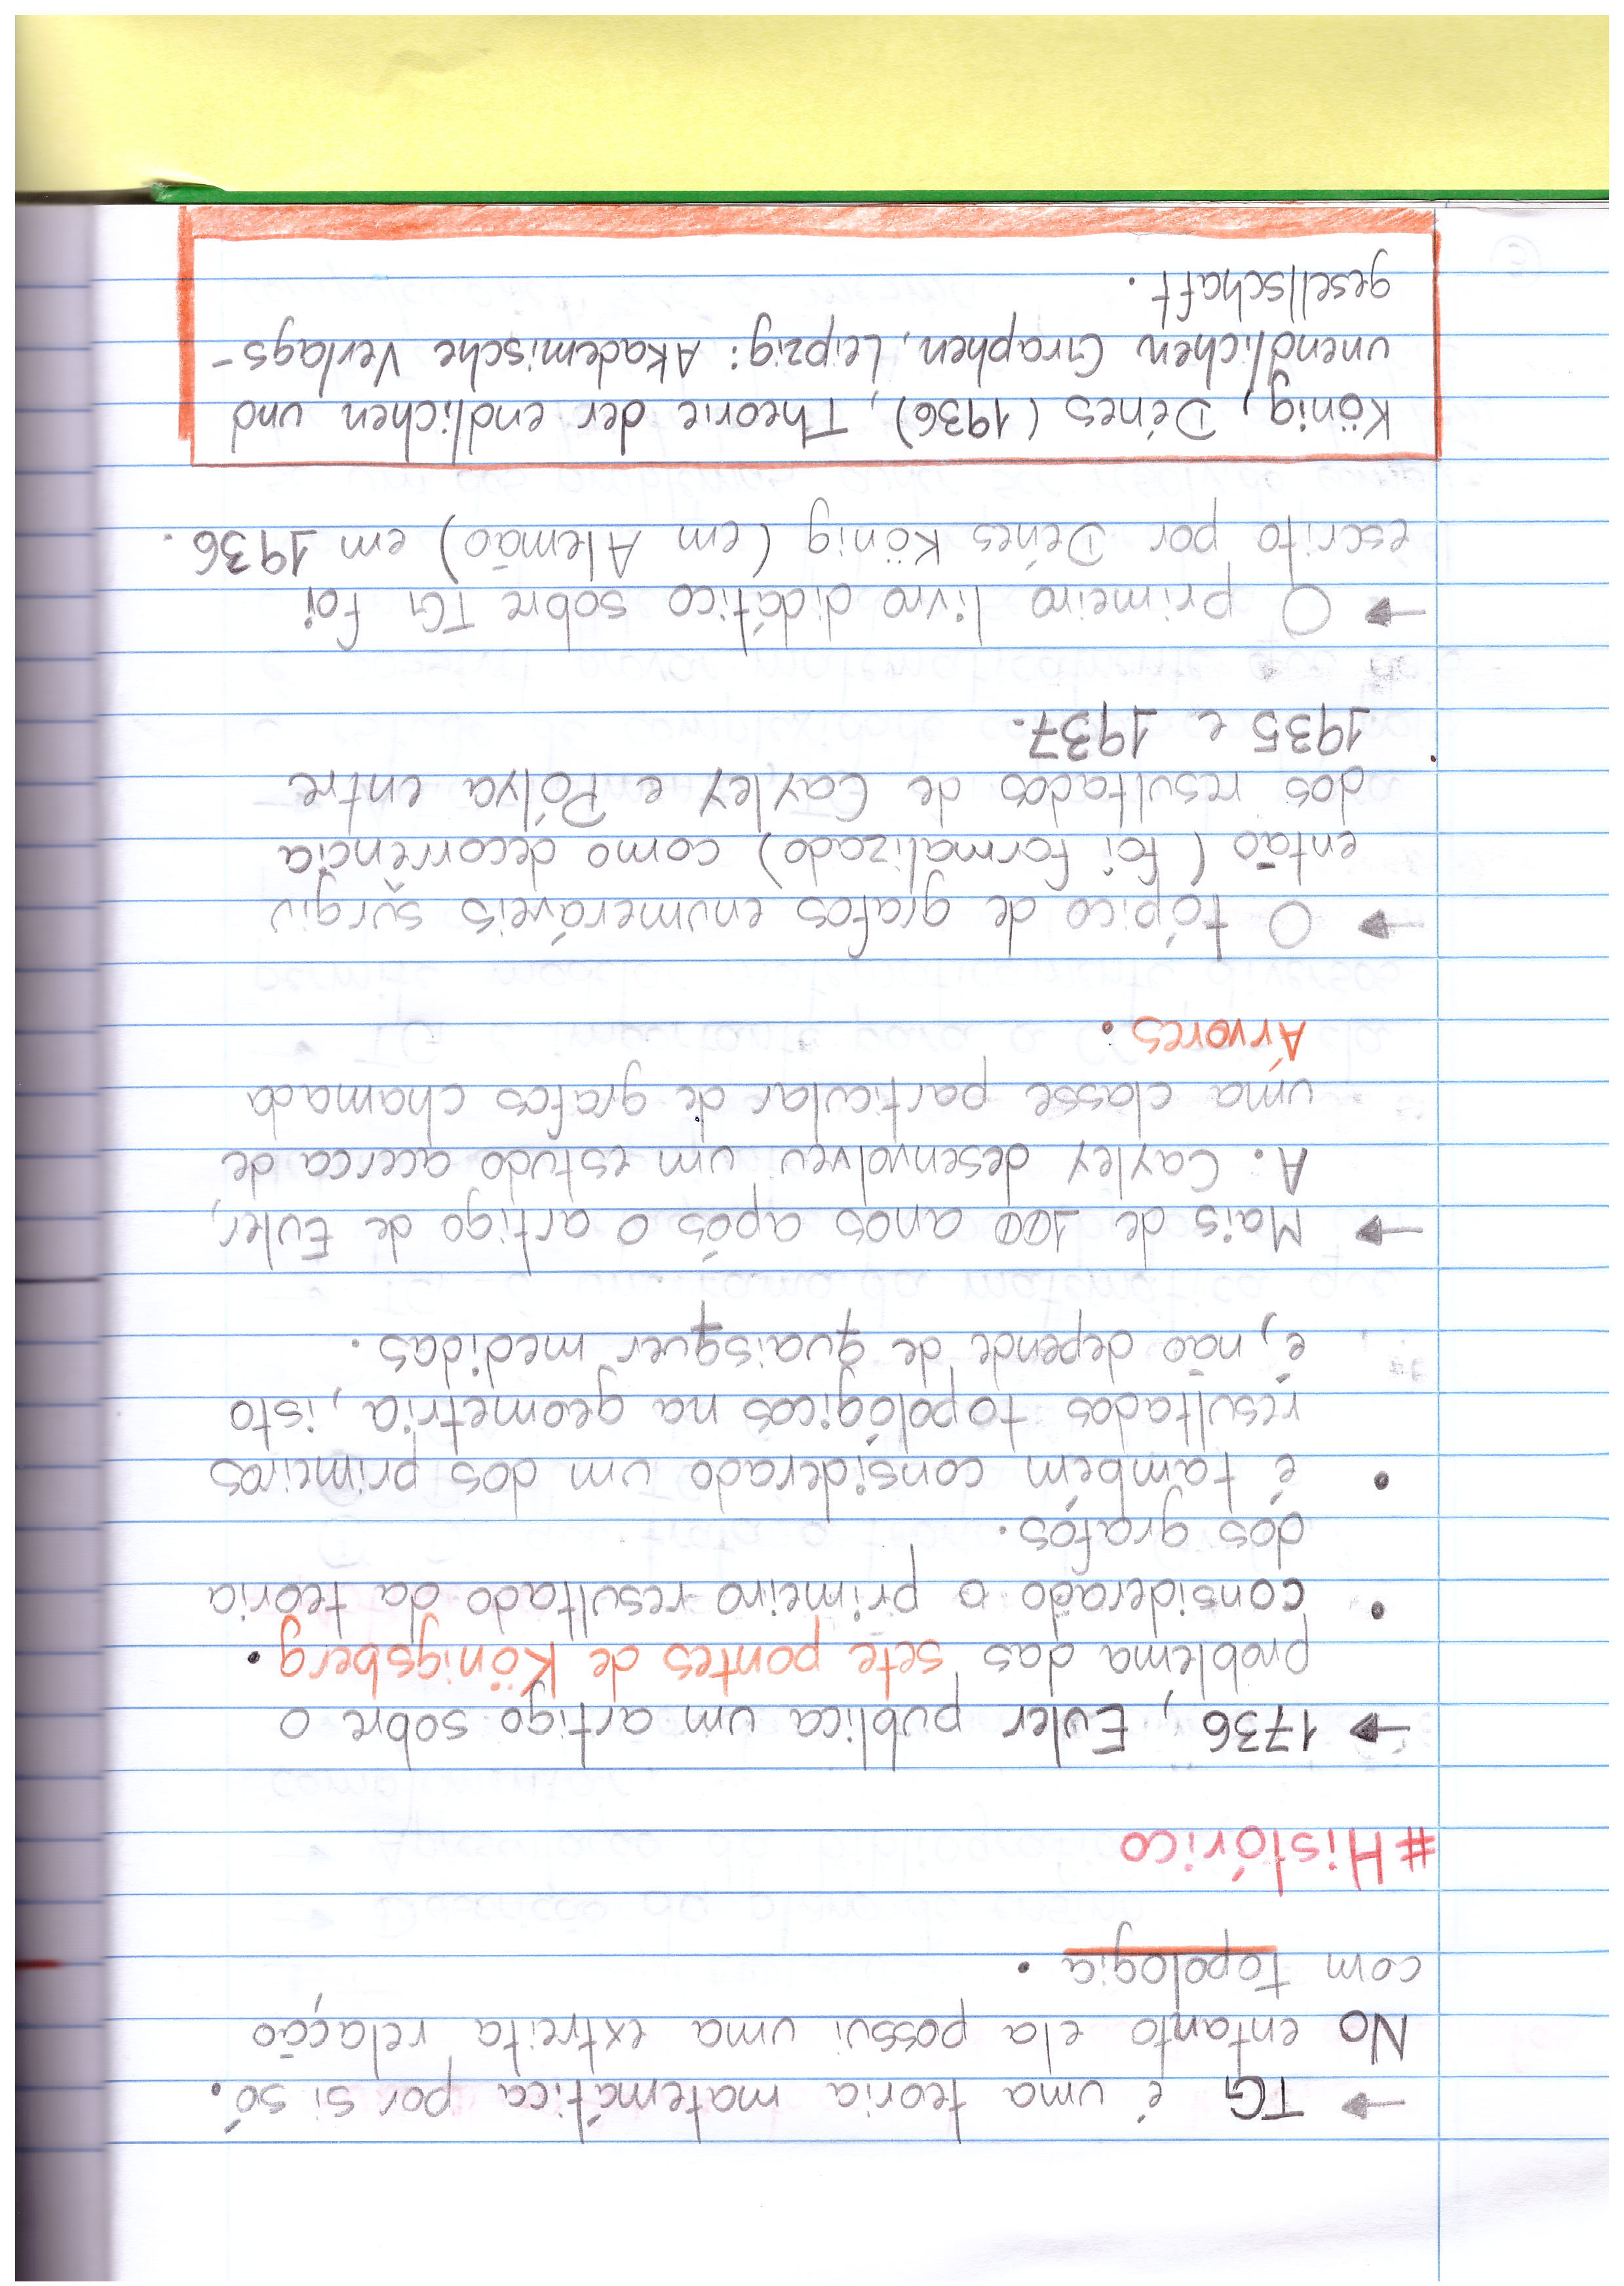 → TG é uma teoria matemática por si só.
No entanto ela possui uma extreita relação
com topologia.
#Histórico
→ 1736, Euler publica um artigo sobre o
problema das sete pontes de Königsberg.
• considerado o primeiro resultado da teoria
dos grafos.
• é também considerado um dos primeiros
resultados topológicos na geometria, isto
é, não depende de quaisquer medidas.
→ Mais de 100 anos após o artigo de Euler,
A. Cayley desenvolveu um estudo acerca de
uma classe particular de grafos chamada
Árvores.
→ O tópico de grafos enumeráveis surgiu
então (foi formalizado) como decorrência
dos resultados de Cayley e Pólya entre
1935 e 1937.
→ O primeiro livro didático sobre TG foi
escrito por Dénes König (em Alemão) em 1936.
König, Dénes (1936), Theorie der endlichen und
unendlichen Graphen, Leipzig: Akademische Verlags-
gesellschaft.